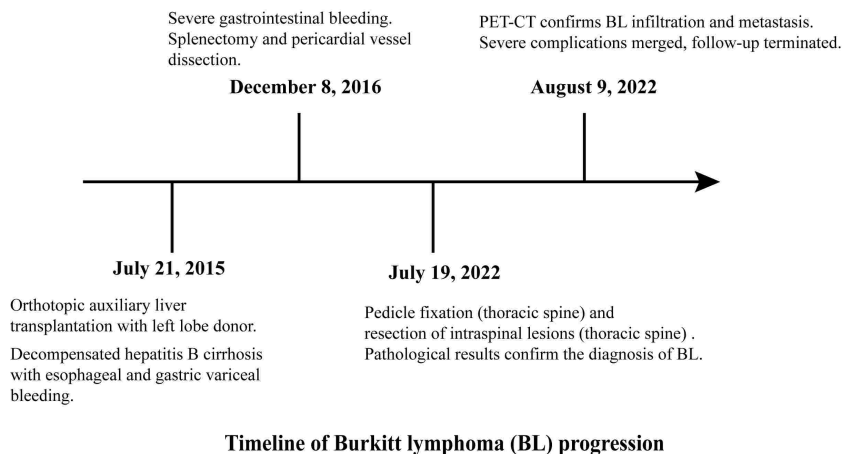 Severe gastrointestinal bleeding.
Splenectomy and pericardial vessel
dissection.
December 8, 2016
PET-CT confirms BL infiltration and metastasis.
Severe complications merged, follow-up terminated.
August 9, 2022
July 21, 2015
Orthotopic auxiliary liver
transplantation with left lobe donor.
Decompensated hepatitis B cirrhosis
with esophageal and gastric variceal
bleeding.
July 19, 2022
Pedicle fixation (thoracic spine) and
resection of intraspinal lesions (thoracic spine) .
Pathological results confirm the diagnosis of BL.
Timeline of Burkitt lymphoma (BL) progression